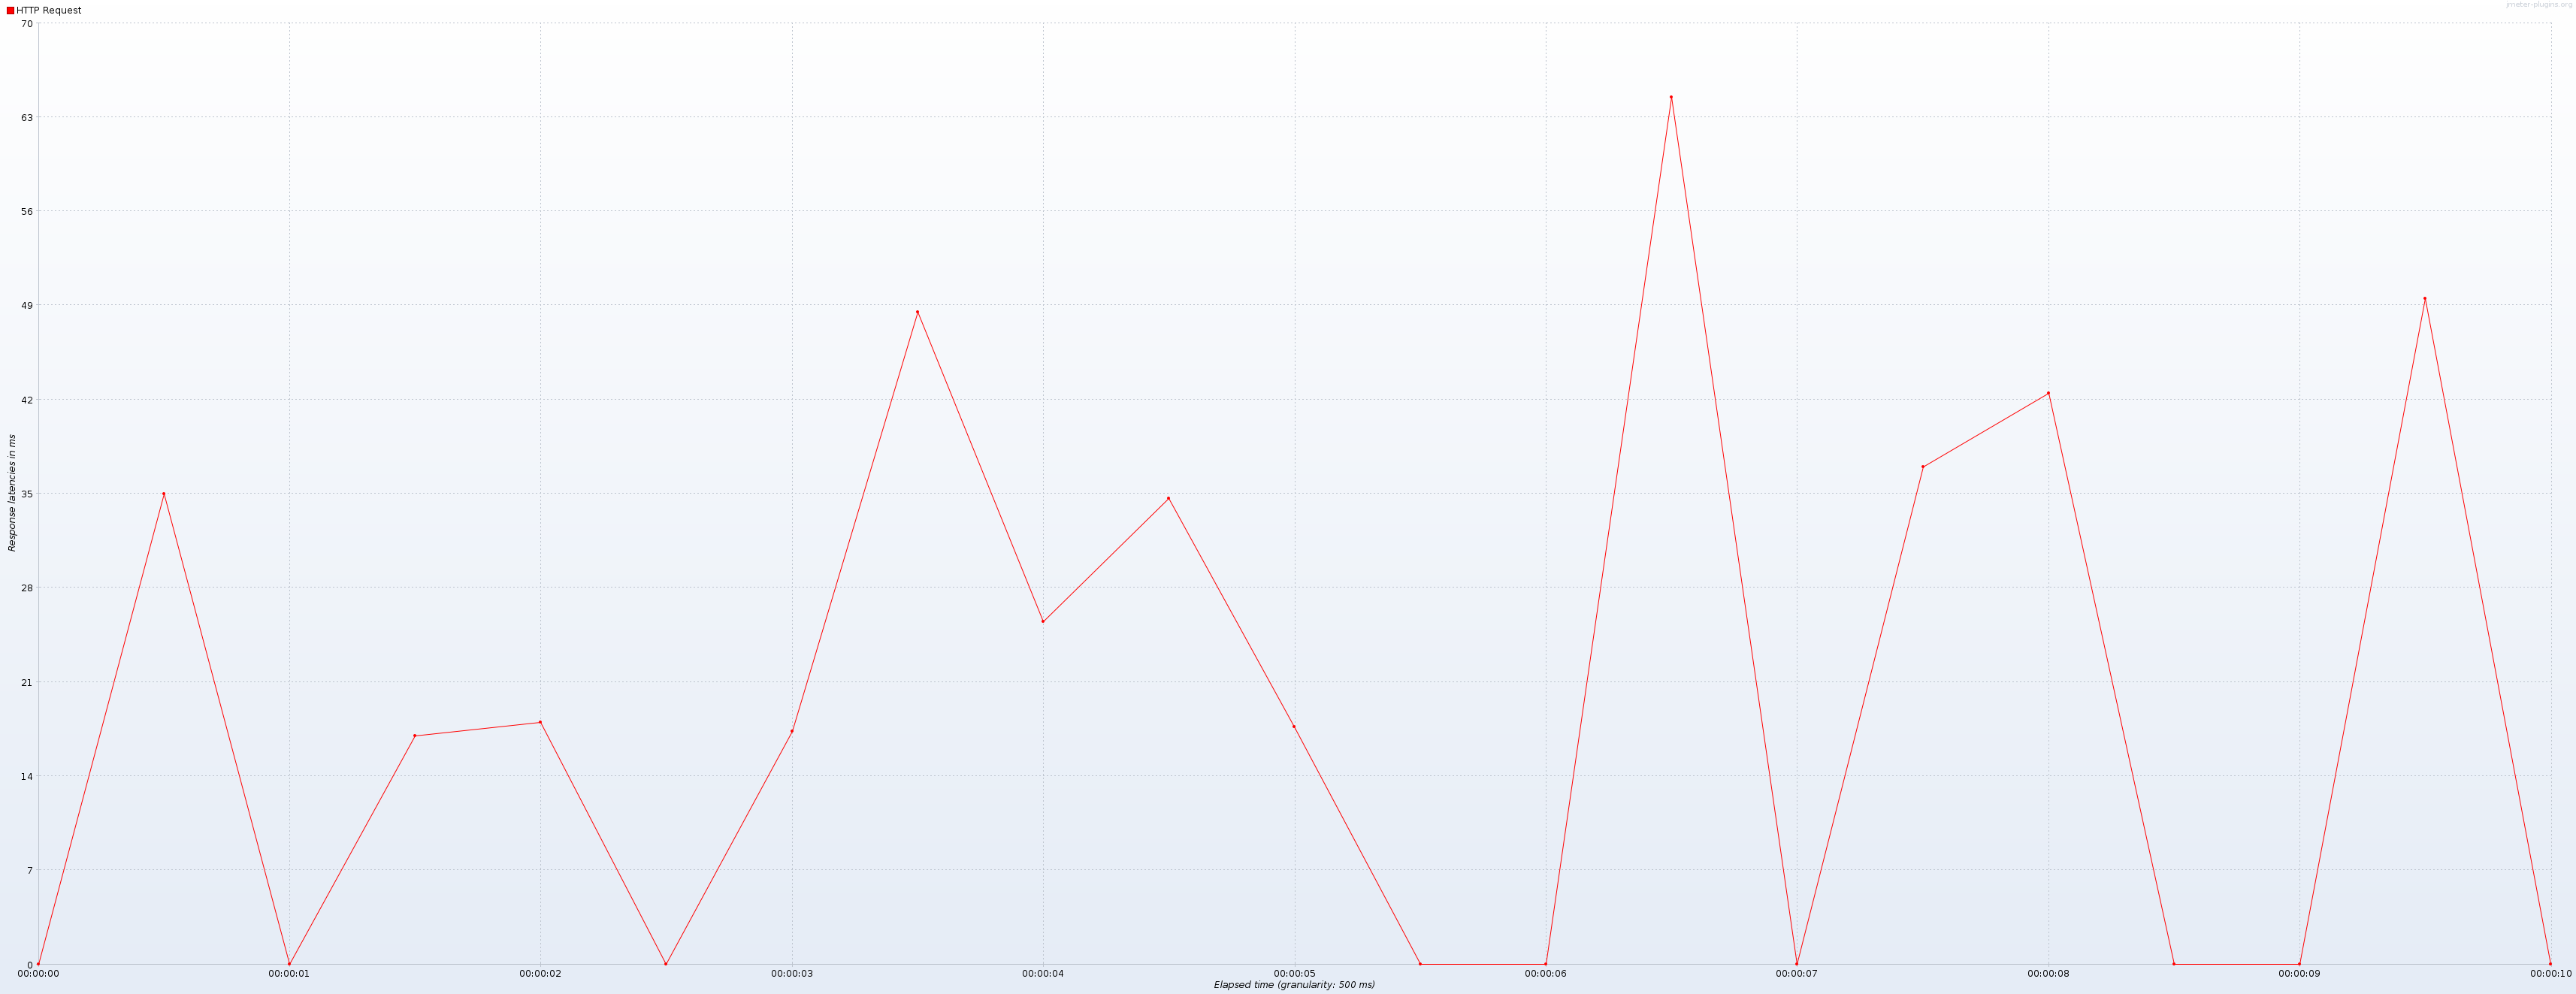 HTTP Request
jmeter-plugins.org
70
63
56
49
42
35
28
21
14
7
0
Response latencies in ms
00:00:00 00:00:01 00:00:02 00:00:03 00:00:04 00:00:05 00:00:06 00:00:07 00:00:08 00:00:09 00:00:10
Elapsed time (granularity: 500 ms)